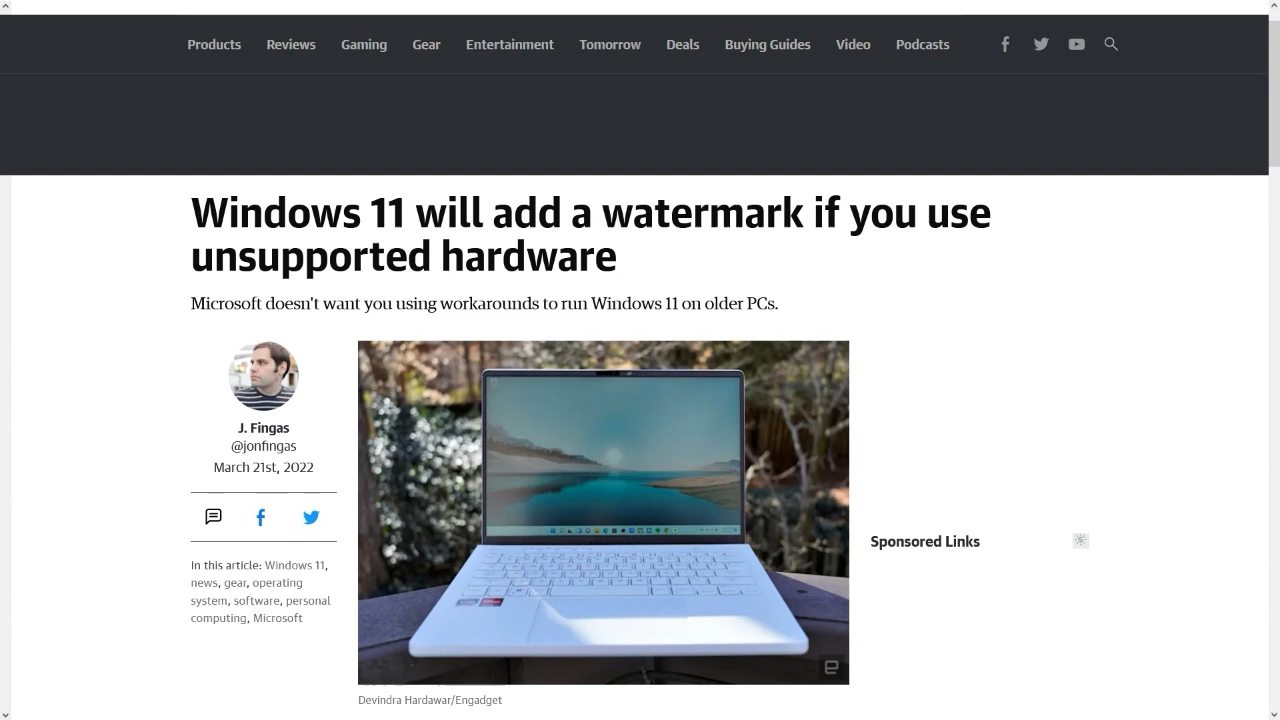 Products Reviews Gaming Gear Entertainment Tomorrow Deals Buying Guides Video Podcasts
Windows 11 will add a watermark if you use
unsupported hardware
Microsoft doesn't want you using workarounds to run Windows 11 on older PCs.
J. Fingas
@jonfingas
March 21st, 2022
In this article: Windows 11,
news, gear, operating
system, software, personal
computing, Microsoft
Sponsored Links
Devindra Hardawar/Engadget